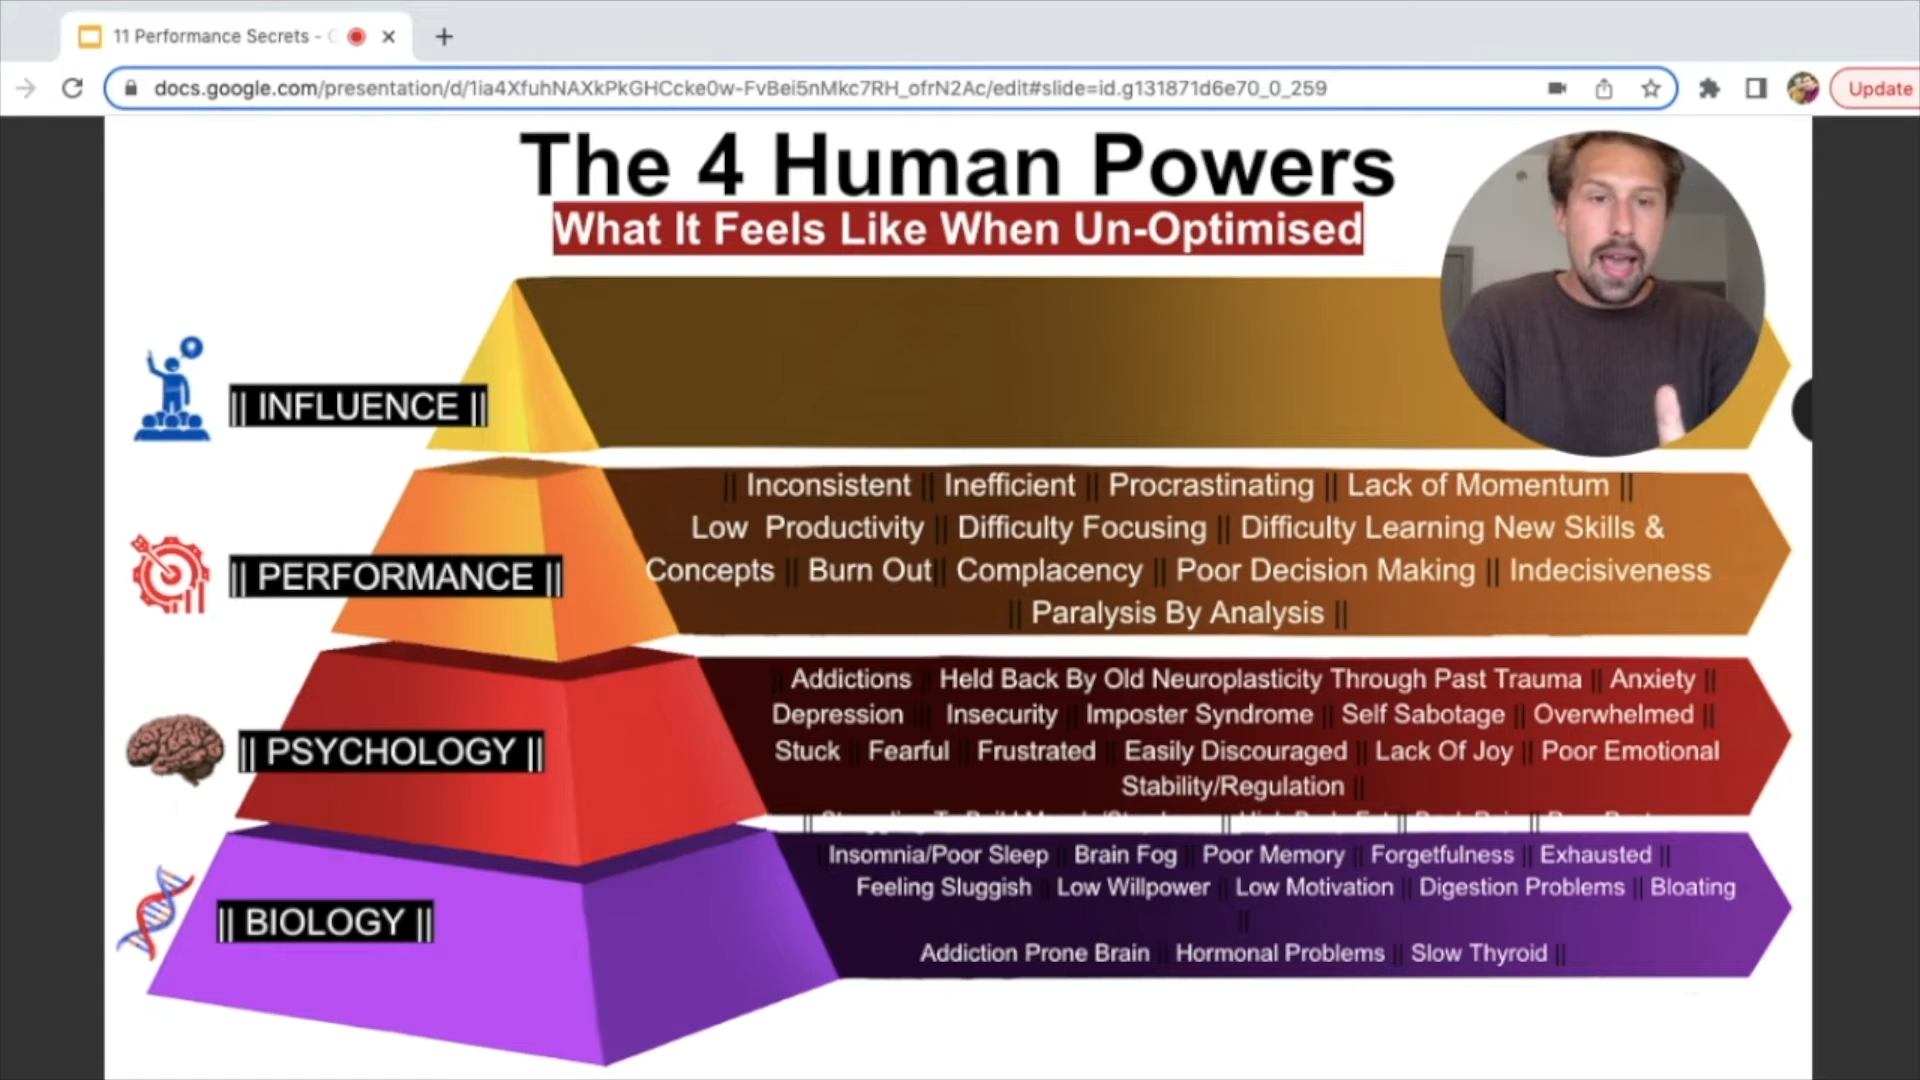 11 Performance Secrets - G
docs.google.com/presentation/d/1ia4XfuhNAXkPkGHCcke0w-FvBei5nMkc7RH_ofrN2Ac/edit#slide=id.g131871d6e70_0_259
Update
The 4 Human Powers
What It Feels Like When Un-Optimised
|| INFLUENCE ||
|| Inconsistent || Inefficient || Procrastinating || Lack of Momentum ||
Low Productivity || Difficulty Focusing || Difficulty Learning New Skills &
Concepts || Burn Out || Complacency || Poor Decision Making || Indecisiveness
|| Paralysis By Analysis ||
|| PERFORMANCE ||
|| Addictions || Held Back By Old Neuroplasticity Through Past Trauma || Anxiety ||
Depression || Insecurity || Imposter Syndrome || Self Sabotage || Overwhelmed ||
Stuck || Fearful || Frustrated || Easily Discouraged || Lack Of Joy || Poor Emotional
Stability/Regulation ||
|| PSYCHOLOGY ||
|| Insomnia/Poor Sleep || Brain Fog || Poor Memory || Forgetfulness || Exhausted ||
Feeling Sluggish || Low Willpower || Low Motivation || Digestion Problems || Bloating
||
Addiction Prone Brain || Hormonal Problems || Slow Thyroid ||
|| BIOLOGY ||